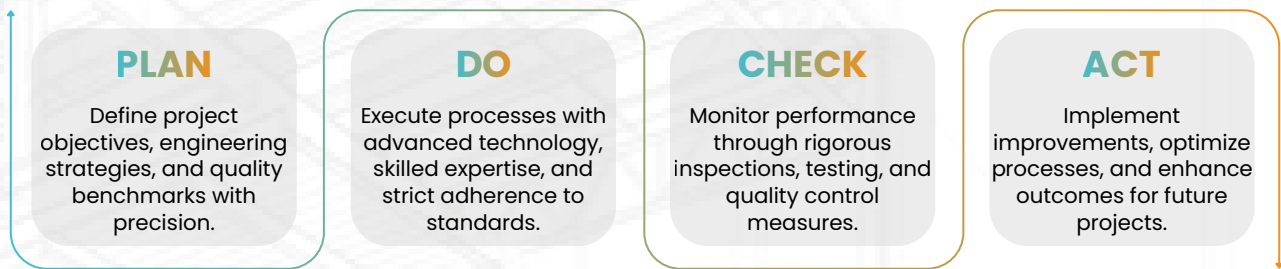 PLAN
Define project
objectives, engineering
strategies, and quality
benchmarks with
precision.
DO
Execute processes with
advanced technology,
skilled expertise, and
strict adherence to
standards.
CHECK
Monitor performance
through rigorous
inspections, testing, and
quality control
measures.
ACT
Implement
improvements, optimize
processes, and enhance
outcomes for future
projects.